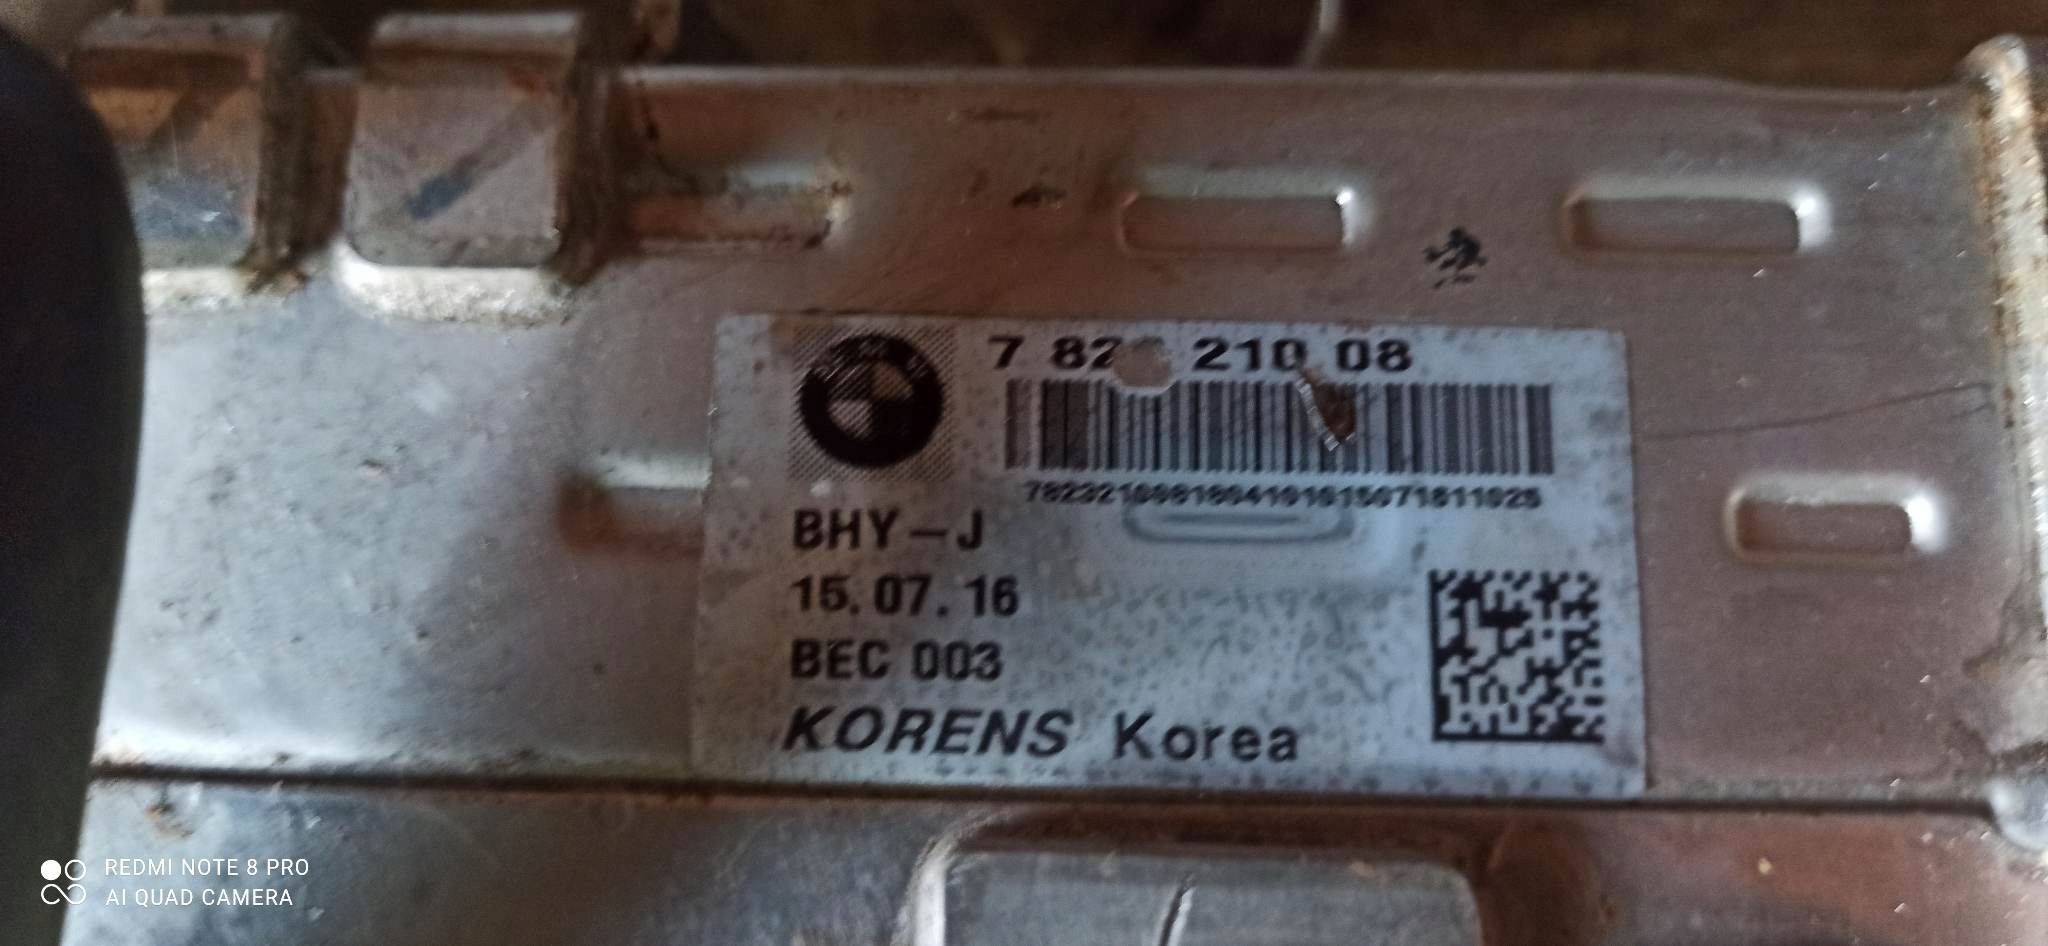 7 82 210 08
7823210081804101015071811025
BHY-J
15.07.16
BEC 003
KORENS Korea
REDMI NOTE 8 PRO
AI QUAD CAMERA